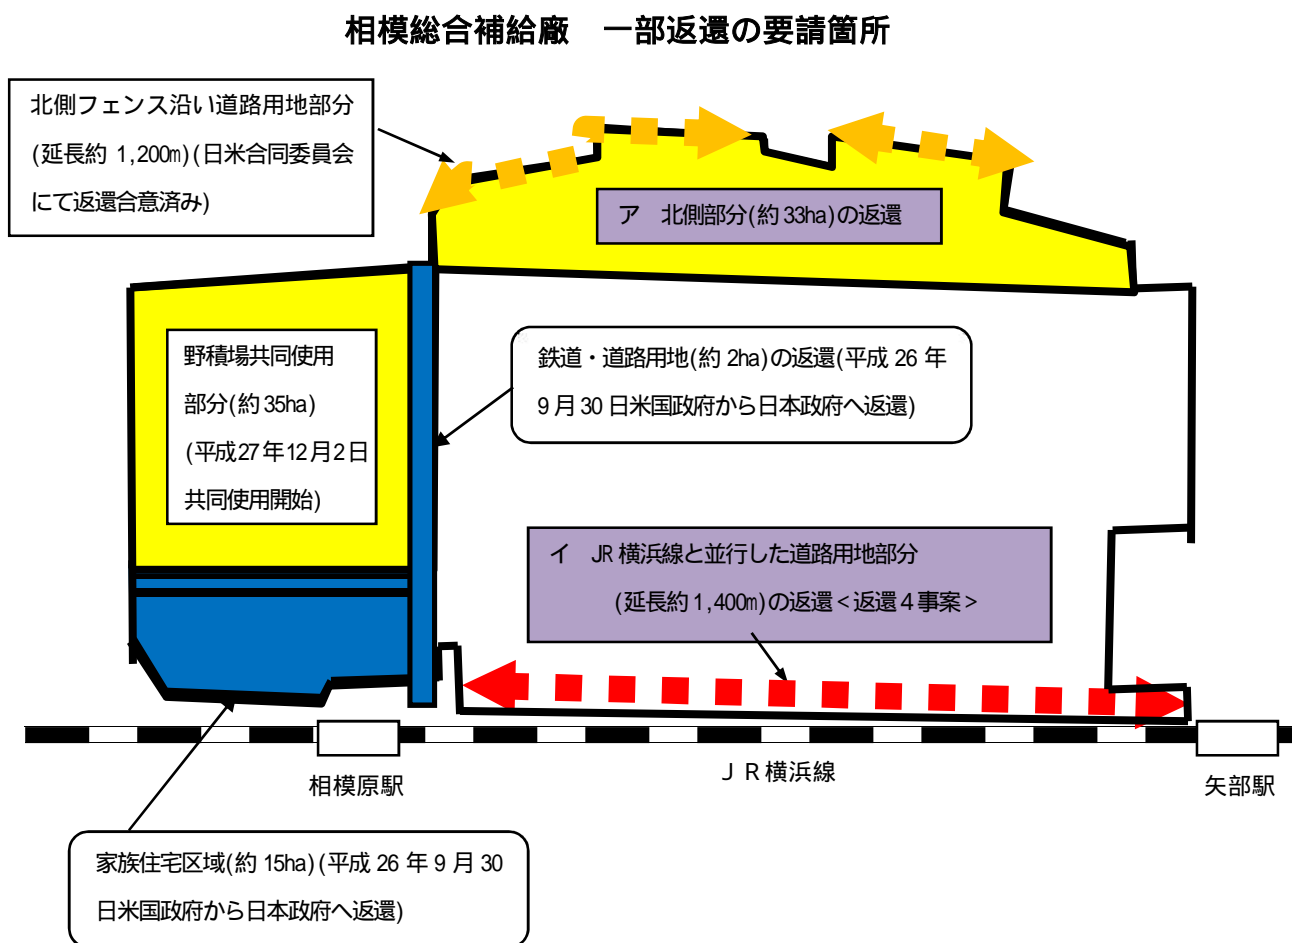 相模総合補給廠　一部返還の要請箇所
北側フェンス沿い道路用地部分
(延長約 1,200m)(日米合同委員会
にて返還合意済み)
ア　北側部分(約 33ha)の返還
野積場共同使用
部分(約 35ha)
(平成27年12月2日
共同使用開始)
鉄道・道路用地(約 2ha)の返還(平成 26 年
9 月 30 日米国政府から日本政府へ返還)
イ　JR 横浜線と並行した道路用地部分
(延長約 1,400m)の返還＜返還４事案＞
相模原駅
ＪＲ横浜線
矢部駅
家族住宅区域(約 15ha)(平成 26 年 9 月 30
日米国政府から日本政府へ返還)